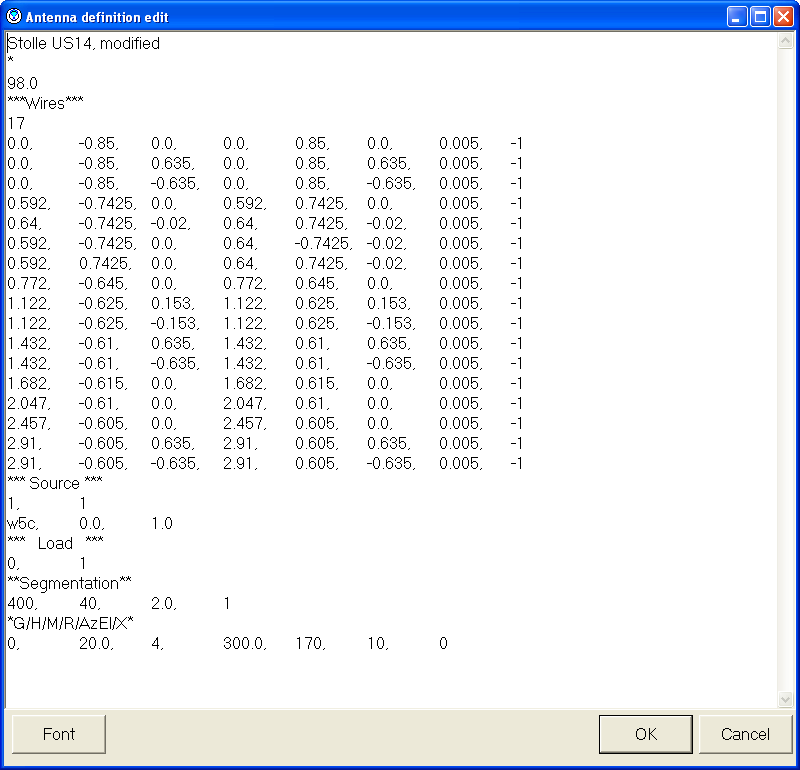 Antenna definition edit
Stolle US14, modified
*
98.0
***Wires***
17
0.0, -0.85, 0.0, 0.0, 0.85, 0.0, 0.005, -1
0.0, -0.85, 0.635, 0.0, 0.85, 0.635, 0.005, -1
0.0, -0.85, -0.635, 0.0, 0.85, -0.635, 0.005, -1
0.592, -0.7425, 0.0, 0.592, 0.7425, 0.0, 0.005, -1
0.64, -0.7425, -0.02, 0.64, 0.7425, -0.02, 0.005, -1
0.592, -0.7425, 0.0, 0.64, -0.7425, -0.02, 0.005, -1
0.592, 0.7425, 0.0, 0.64, 0.7425, -0.02, 0.005, -1
0.772, -0.645, 0.0, 0.772, 0.645, 0.0, 0.005, -1
1.122, -0.625, 0.153, 1.122, 0.625, 0.153, 0.005, -1
1.122, -0.625, -0.153, 1.122, 0.625, -0.153, 0.005, -1
1.432, -0.61, 0.635, 1.432, 0.61, 0.635, 0.005, -1
1.432, -0.61, -0.635, 1.432, 0.61, -0.635, 0.005, -1
1.682, -0.615, 0.0, 1.682, 0.615, 0.0, 0.005, -1
2.047, -0.61, 0.0, 2.047, 0.61, 0.0, 0.005, -1
2.457, -0.605, 0.0, 2.457, 0.605, 0.0, 0.005, -1
2.91, -0.605, 0.635, 2.91, 0.605, 0.635, 0.005, -1
2.91, -0.605, -0.635, 2.91, 0.605, -0.635, 0.005, -1
*** Source ***
1, 1
w5c, 0.0, 1.0
*** Load ***
0, 1
**Segmentation**
400, 40, 2.0, 1
*G/H/M/R/AzEl/X*
0, 20.0, 4, 300.0, 170, 10, 0
Font OK Cancel